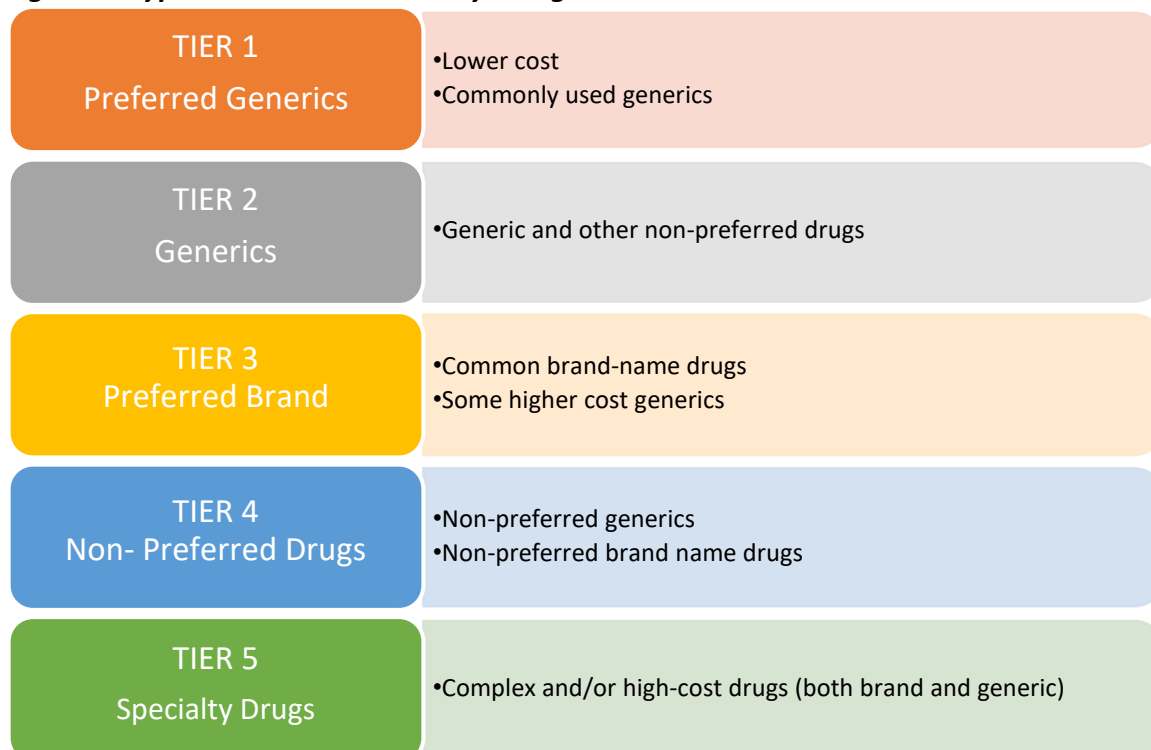 TIER 1
Preferred Generics
•Lower cost
•Commonly used generics
TIER 2
Generics
•Generic and other non-preferred drugs
TIER 3
Preferred Brand
•Common brand-name drugs
•Some higher cost generics
TIER 4
Non- Preferred Drugs
•Non-preferred generics
•Non-preferred brand name drugs
TIER 5
Specialty Drugs
•Complex and/or high-cost drugs (both brand and generic)